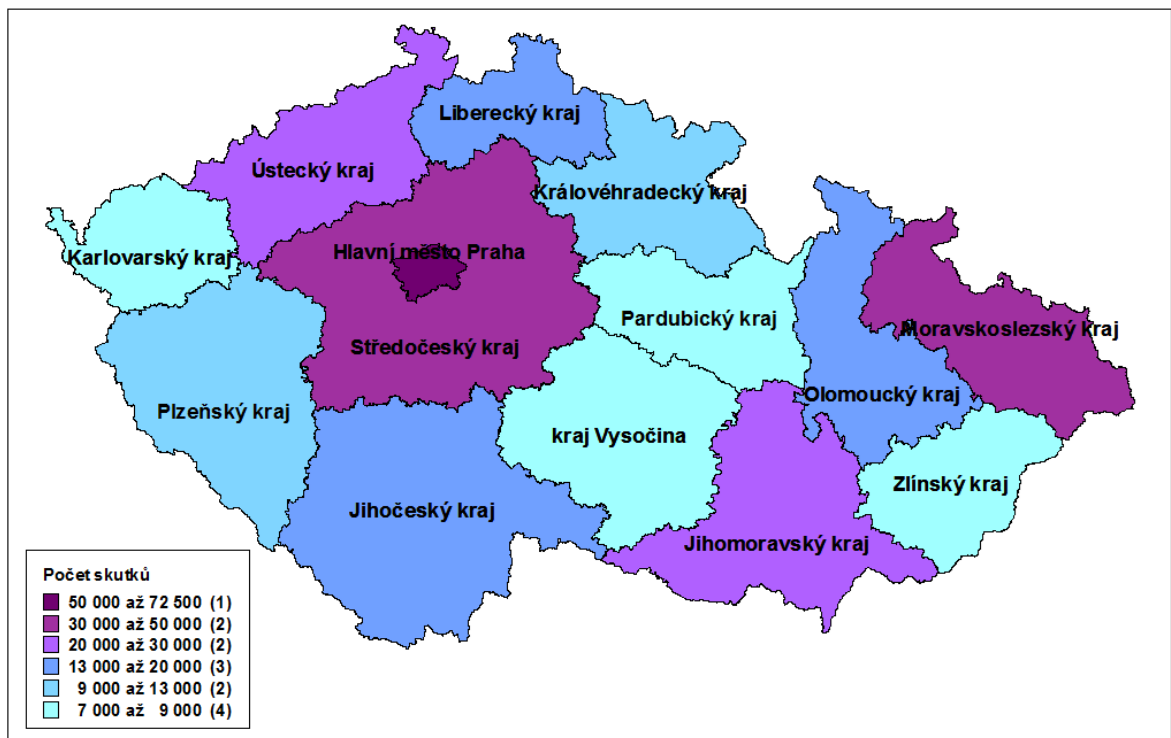 Liberecký kraj
Ústecký kraj
Královéhradecký kraj
Karlovarský kraj
Hlavní město Praha
Pardubický kraj
Moravskoslezský kraj
Středočeský kraj
Olomoucký kraj
Plzeňský kraj
kraj Vysočina
Zlínský kraj
Jihočeský kraj
Jihomoravský kraj
Počet skutků
50 000 až 72 500 (1)
30 000 až 50 000 (2)
20 000 až 30 000 (2)
13 000 až 20 000 (3)
9 000 až 13 000 (2)
7 000 až 9 000 (4)